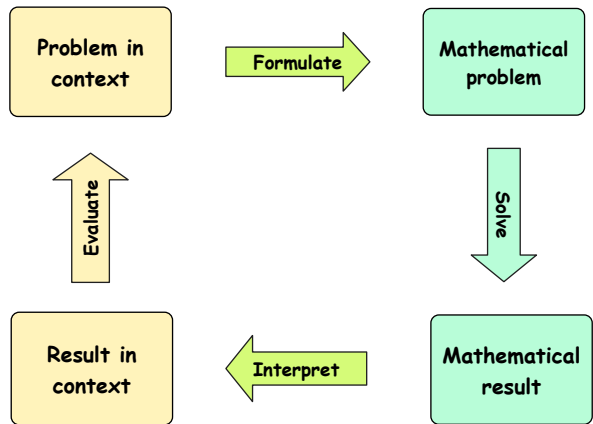 Problem in
context
Formulate
Mathematical
problem
Evaluate
Solve
Result in
context
Interpret
Mathematical
result